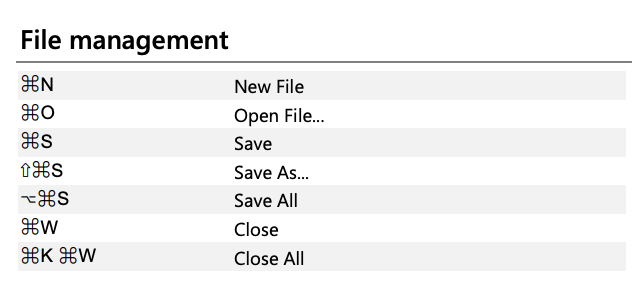 File management
⌘N New File
⌘O Open File...
⌘S Save
⇧⌘S Save As...
⌥⌘S Save All
⌘W Close
⌘K ⌘W Close All